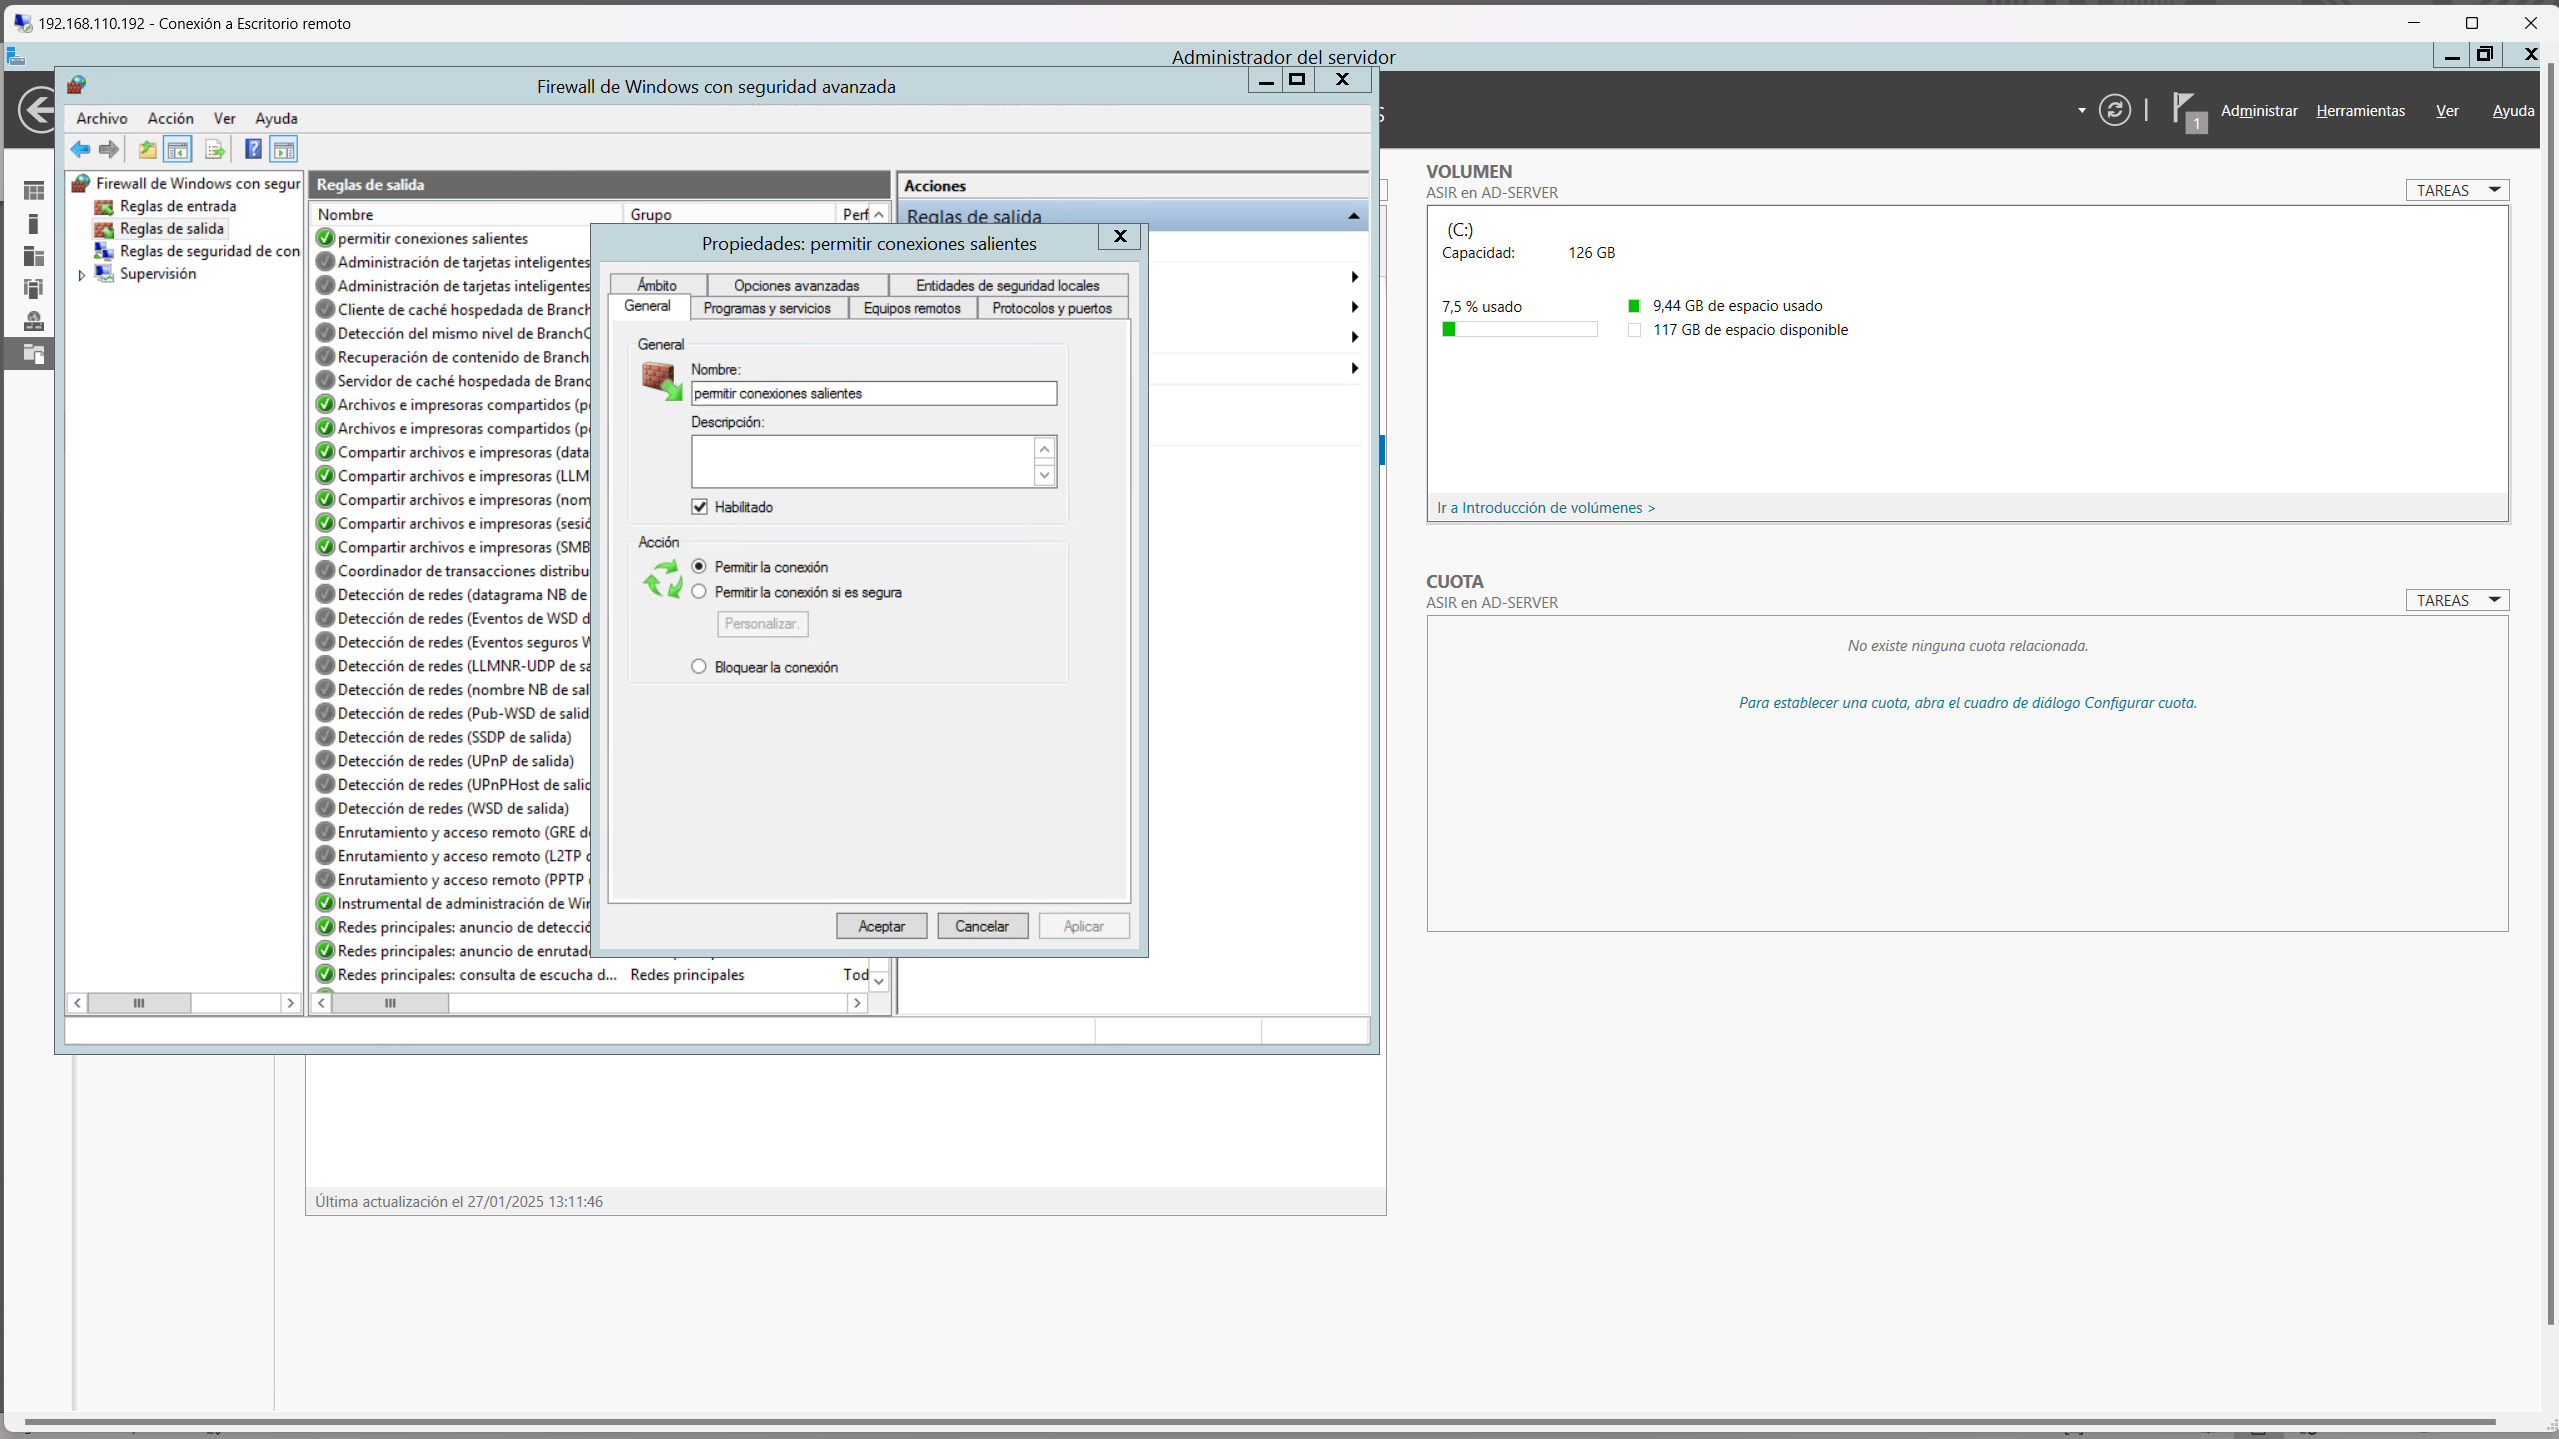 192.168.110.192 - Conexión a Escritorio remoto
Administrador del servidor
Administrar
Herramientas
Ver
Ayuda
1
Firewall de Windows con seguridad avanzada
Archivo Acción Ver Ayuda
Firewall de Windows con segur
Reglas de entrada
Reglas de salida
Reglas de seguridad de con
Supervisión
Reglas de salida
Nombre Grupo Perf
permitir conexiones salientes
Administración de tarjetas inteligentes
Administración de tarjetas inteligentes
Cliente de caché hospedada de Branch
Detección del mismo nivel de BranchC
Recuperación de contenido de Branch
Servidor de caché hospedada de Branc
Archivos e impresoras compartidos (p
Archivos e impresoras compartidos (p
Compartir archivos e impresoras (data
Compartir archivos e impresoras (LLM
Compartir archivos e impresoras (nom
Compartir archivos e impresoras (sesió
Compartir archivos e impresoras (SMB
Coordinador de transacciones distribu
Detección de redes (datagrama NB de
Detección de redes (Eventos de WSD d
Detección de redes (Eventos seguros W
Detección de redes (LLMNR-UDP de sa
Detección de redes (nombre NB de sal
Detección de redes (Pub-WSD de salid
Detección de redes (SSDP de salida)
Detección de redes (UPnP de salida)
Detección de redes (UPnPHost de salid
Detección de redes (WSD de salida)
Enrutamiento y acceso remoto (GRE de
Enrutamiento y acceso remoto (L2TP d
Enrutamiento y acceso remoto (PPTP
Instrumental de administración de Win
Redes principales: anuncio de detecció
Redes principales: anuncio de enrutado
Redes principales: consulta de escucha d... Redes principales Tod
Acciones
Reglas de salida
Propiedades: permitir conexiones salientes
Ámbito
Opciones avanzadas
Entidades de seguridad locales
General
Programas y servicios
Equipos remotos
Protocolos y puertos
General
Nombre:
permitir conexiones salientes
Descripción:
Habilitado
Acción
Permitir la conexión
Permitir la conexión si es segura
Personalizar.
Bloquear la conexión
Aceptar
Cancelar
Aplicar
VOLUMEN
ASIR en AD-SERVER
TAREAS
(C:)
Capacidad: 126 GB
7,5 % usado
9,44 GB de espacio usado
117 GB de espacio disponible
Ir a Introducción de volúmenes >
CUOTA
ASIR en AD-SERVER
TAREAS
No existe ninguna cuota relacionada.
Para establecer una cuota, abra el cuadro de diálogo Configurar cuota.
Última actualización el 27/01/2025 13:11:46